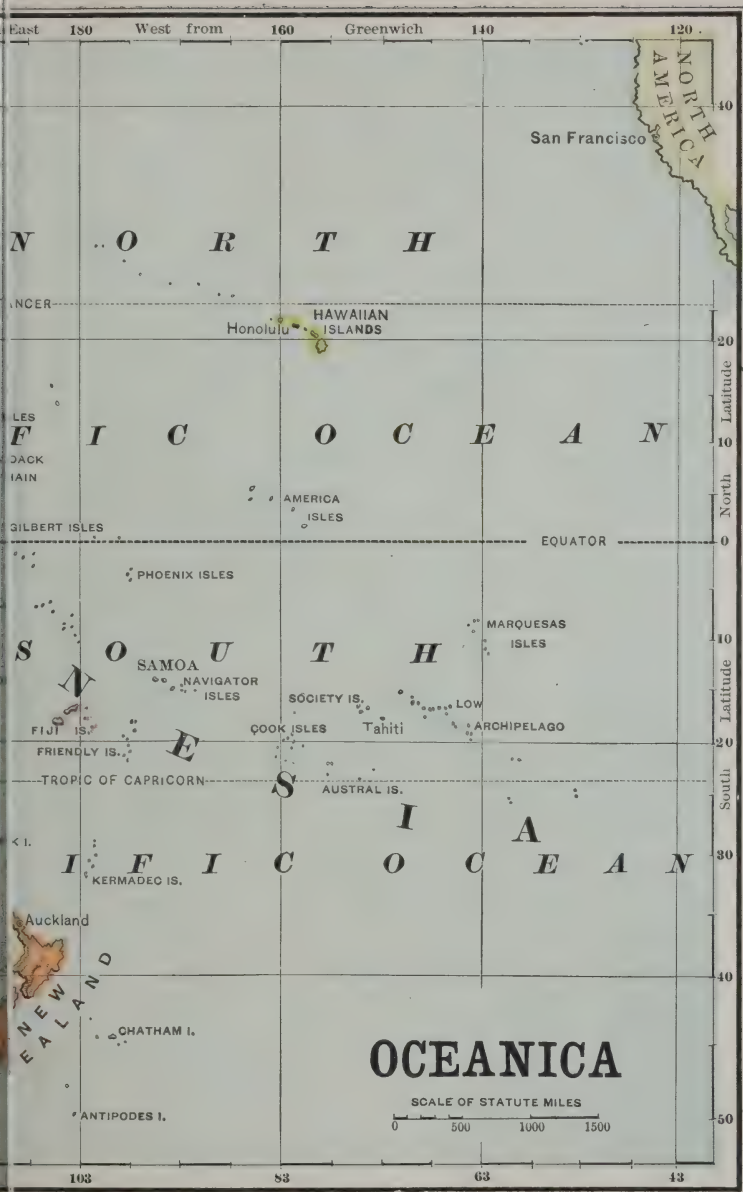 East 180 West from 160 Greenwich 140 120
NORTH
AMERICA
40
San Francisco
N O R T H
NCER
HAWAIIAN
Honolulu ISLANDS
20
LES
F I C O C E A N
10
DACK
IAIN
North Latitude
AMERICA
ISLES
GILBERT ISLES
EQUATOR 0
PHOENIX ISLES
MARQUESAS
ISLES
10
S O U T H
SAMOA
NAVIGATOR
ISLES
N E S I A
SOCIETY IS.
LOW
ARCHIPELAGO
Tahiti
FIJI IS.
COOK ISLES
FRIENDLY IS.
20
TROPIC OF CAPRICORN
AUSTRAL IS.
South Latitude
K I.
I F I C O C E A N
30
KERMADEC IS.
Auckland
NEW
EALAND
40
CHATHAM I.
OCEANICA
SCALE OF STATUTE MILES
0 500 1000 1500
ANTIPODES I.
50
103 83 63 43